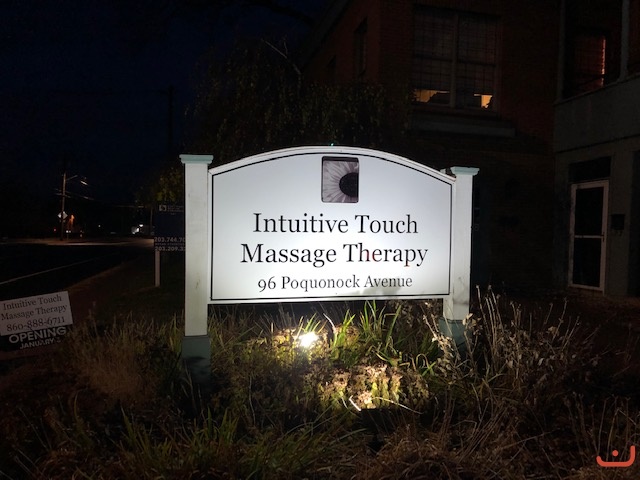 Intuitive Touch
Massage Therapy
96 Poquonock Avenue
Intuitive Touch
Massage Therapy
860-888-6711
OPENING
JANUARY